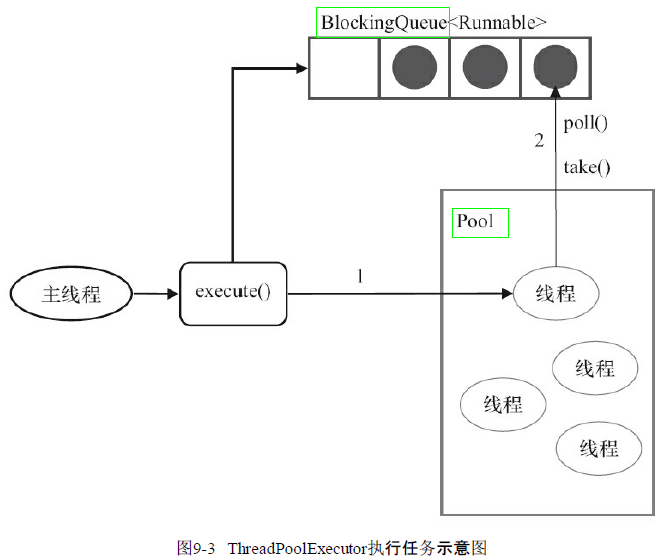 BlockingQueue<Runnable>
poll()
2
take()
Pool
主线程
execute()
1
线程
线程
线程
线程
图9-3 ThreadPoolExecutor执行任务示意图